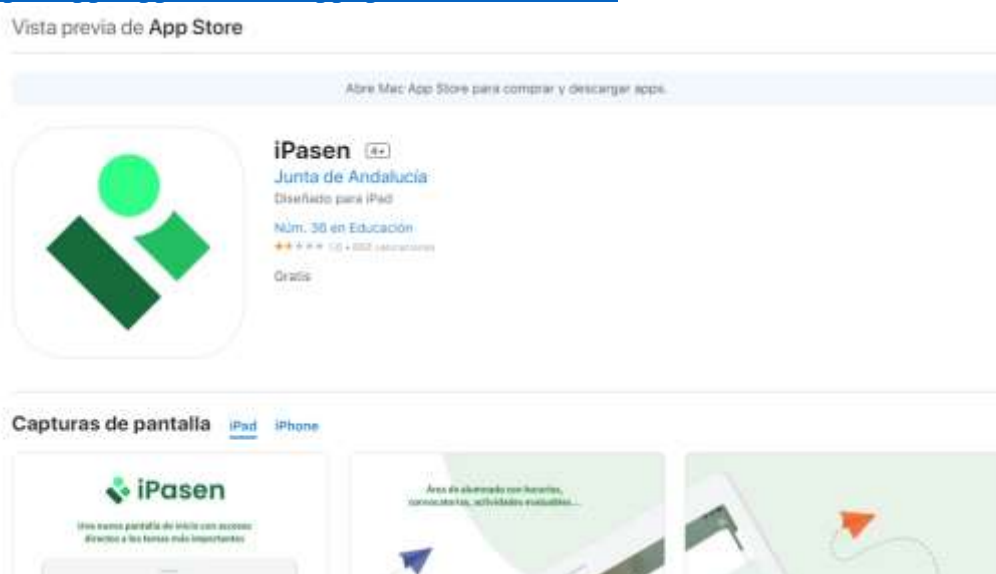 Vista previa de App Store
Abre Mac App Store para comprar y descargar apps.
iPasen 4+
Junta de Andalucía
Diseñado para iPad
Núm. 36 en Educación
Gratis
Capturas de pantalla iPad iPhone
iPasen
Una nueva pantalla de inicio con accesos
directos a los temas más importantes
Área de alumnado con horarios,
convocatorias, actividades evaluables...